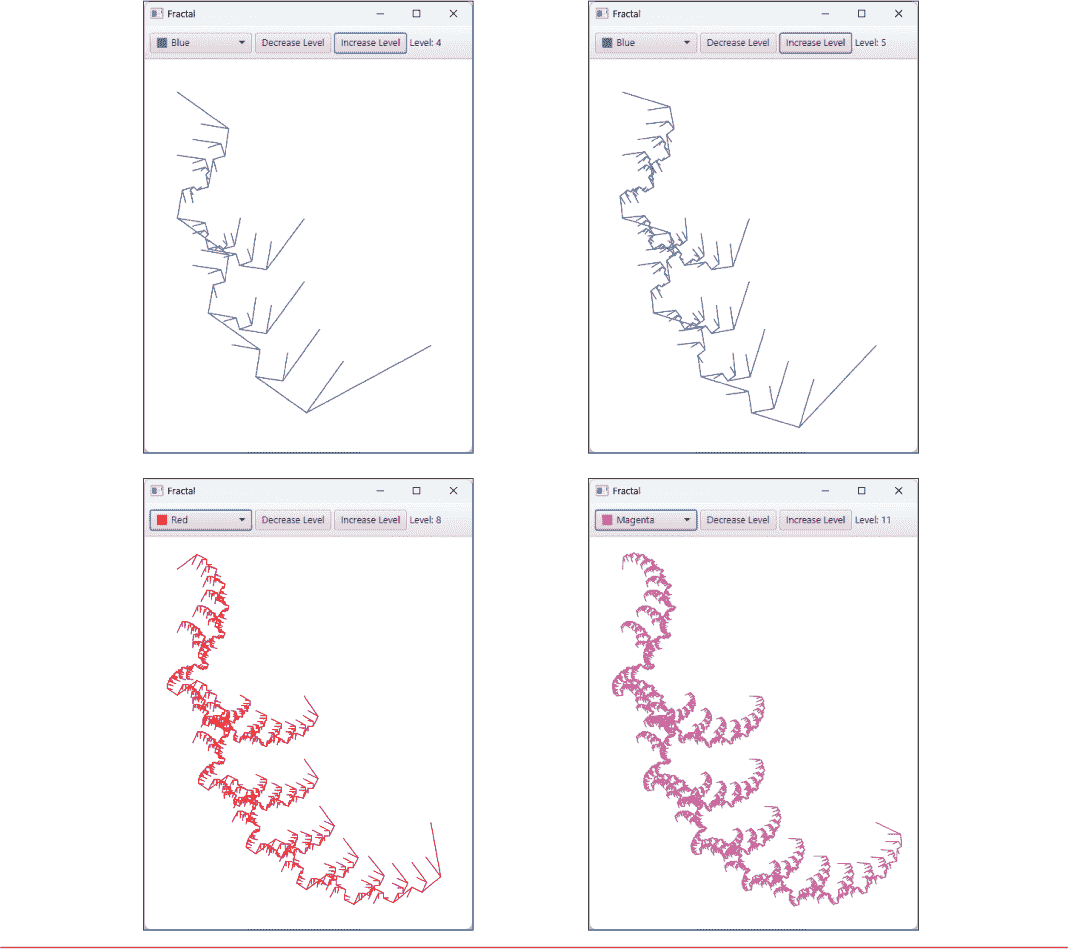 Fractal
Blue Decrease Level Increase Level Level: 4
Fractal
Blue Decrease Level Increase Level Level: 5
Fractal
Red Decrease Level Increase Level Level: 8
Fractal
Magenta Decrease Level Increase Level Level: 11